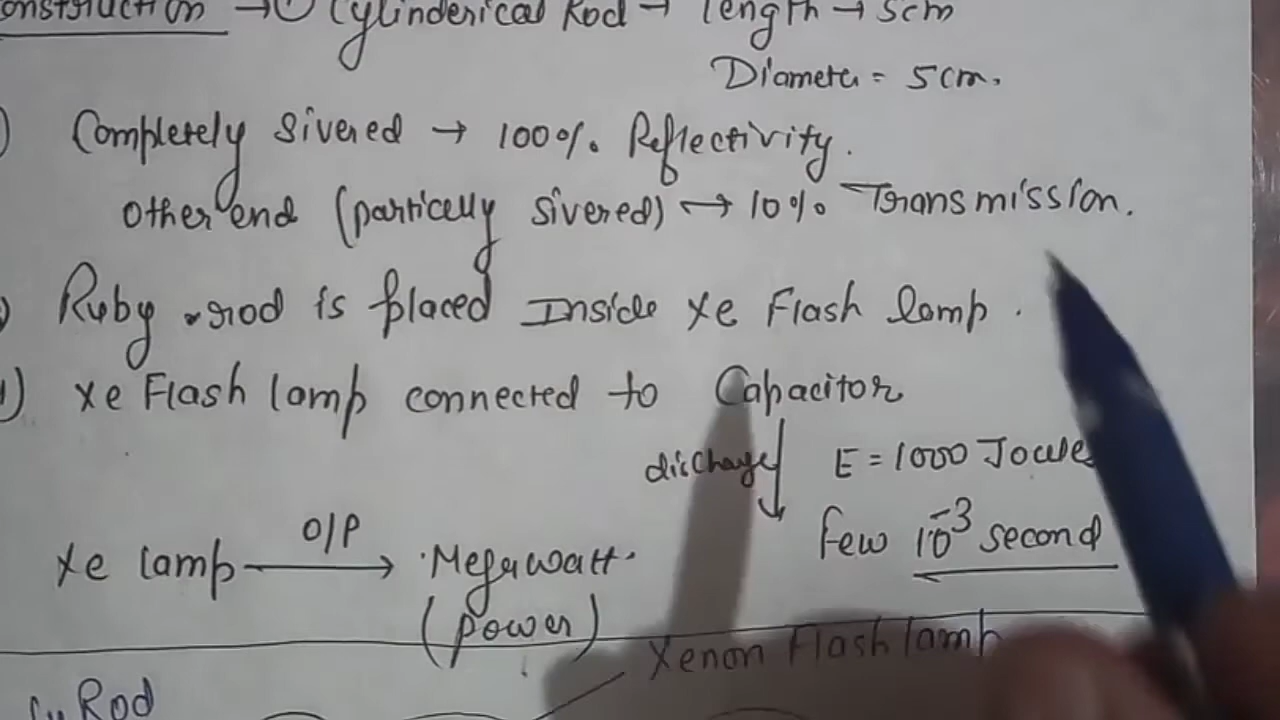 onstruction → ① Cylinderical Rod → length → 5cm
Diameter = 5cm.
) Completely Sivered → 100% Reflectivity.
other end (partically sivered) → 10% Transmission.
) Ruby rod is placed Inside Xe Flash lamp.
) Xe Flash lamp connected to Capacitor
discharge E = 1000 Joules
Few 10⁻³ second
Xe lamp O/P → Megawatt.
(power)
Xenon Flash lamp
Rod